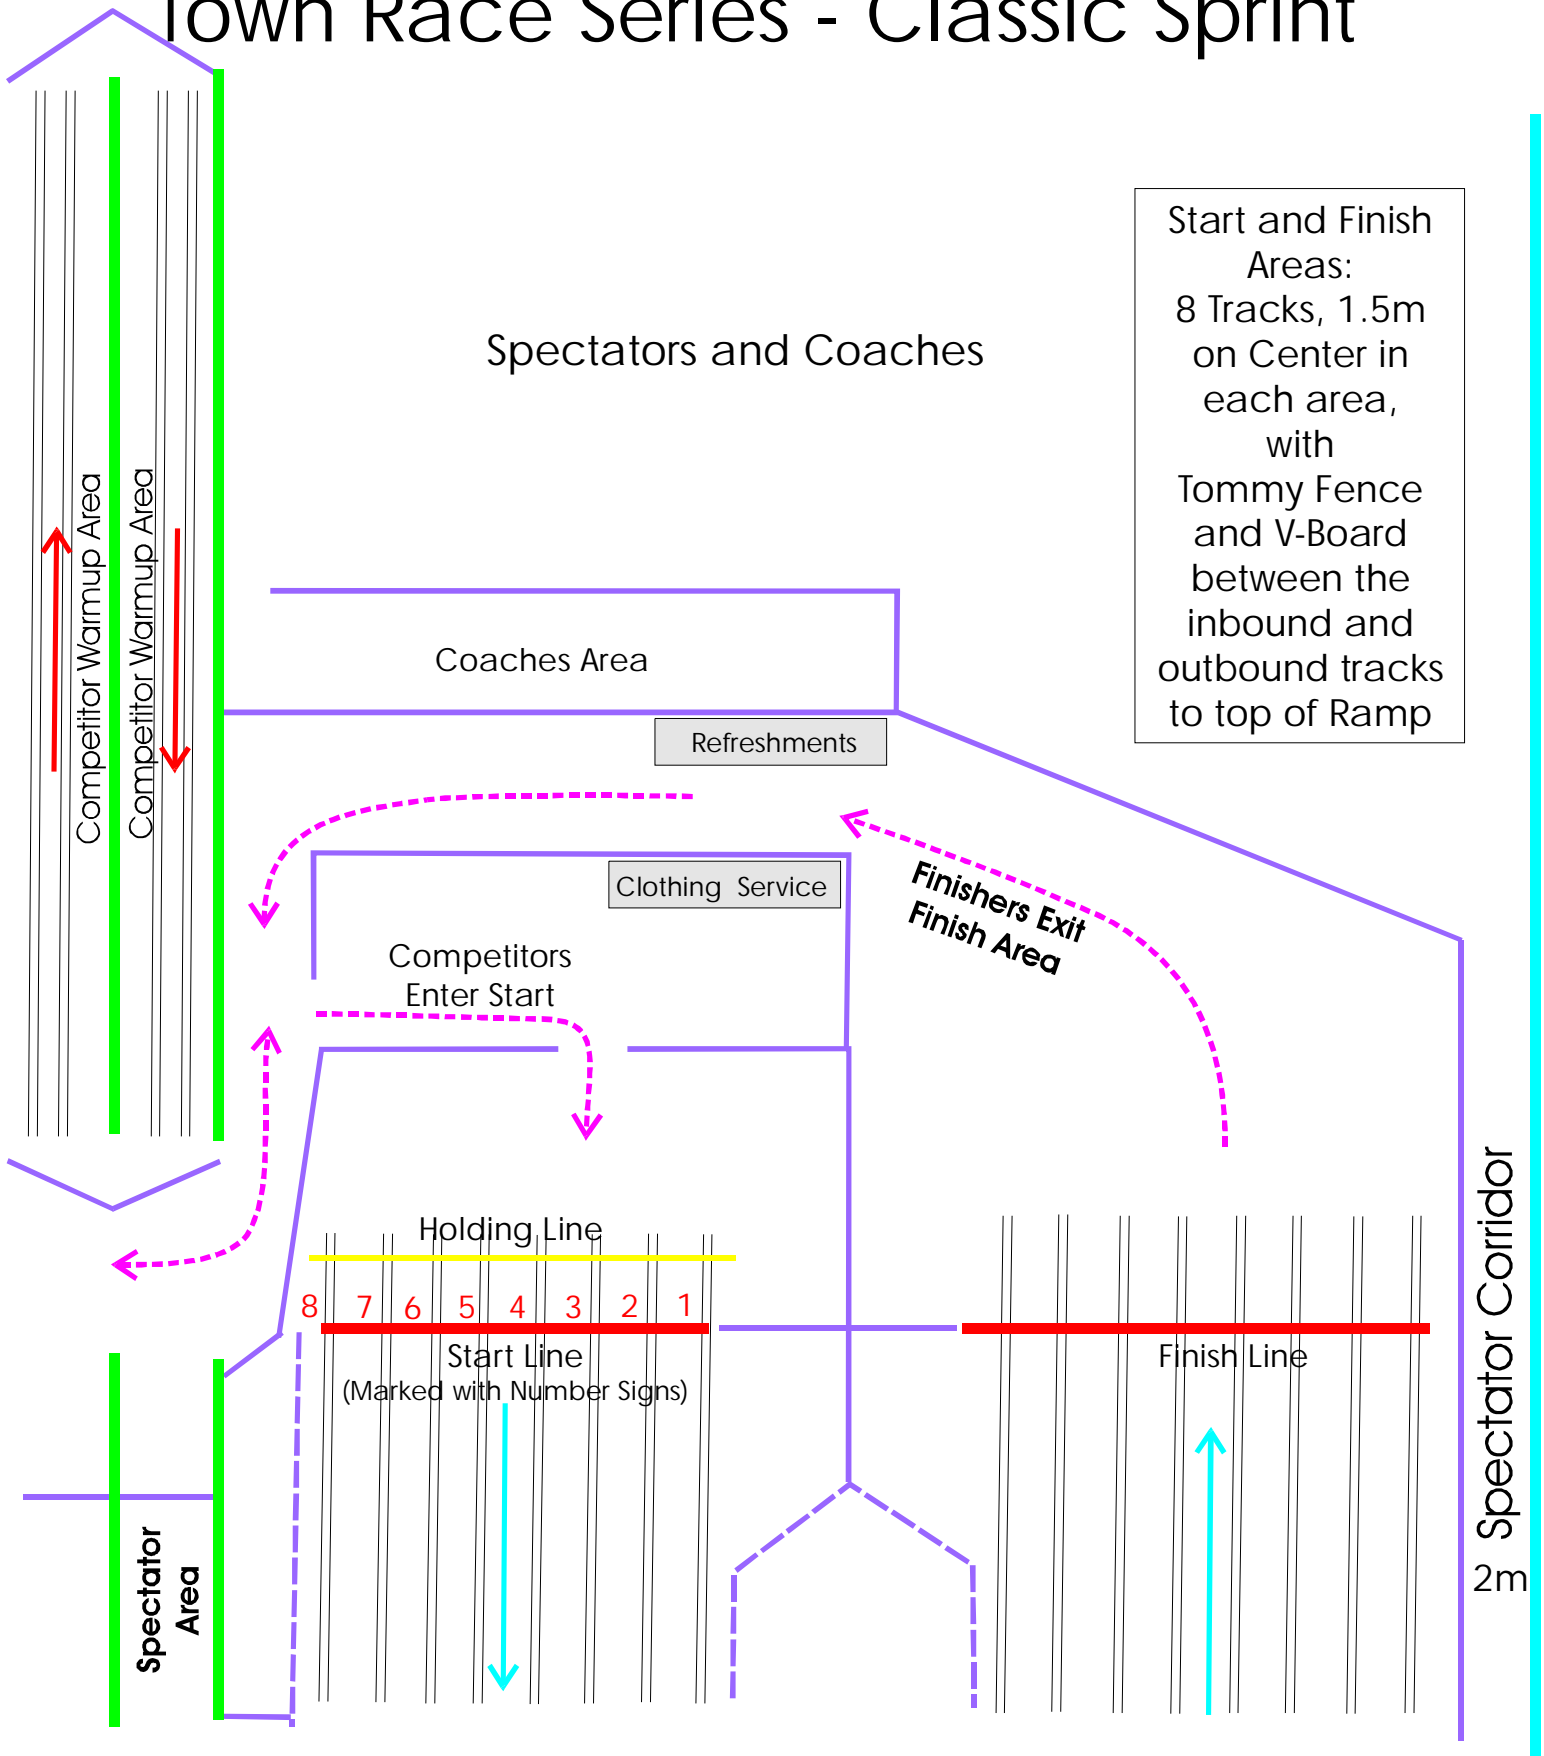 Town Race Series - Classic Sprint
Start and Finish
Areas:
8 Tracks, 1.5m
on Center in
each area,
with
Tommy Fence
and V-Board
between the
inbound and
outbound tracks
to top of Ramp
Spectators and Coaches
Competitor Warmup Area
Competitor Warmup Area
Coaches Area
Refreshments
Clothing Service
Finishers Exit
Finish Area
Competitors
Enter Start
Holding Line
8 7 6 5 4 3 2 1
Start Line
(Marked with Number Signs)
Finish Line
Spectator Corridor
2m
Spectator
Area